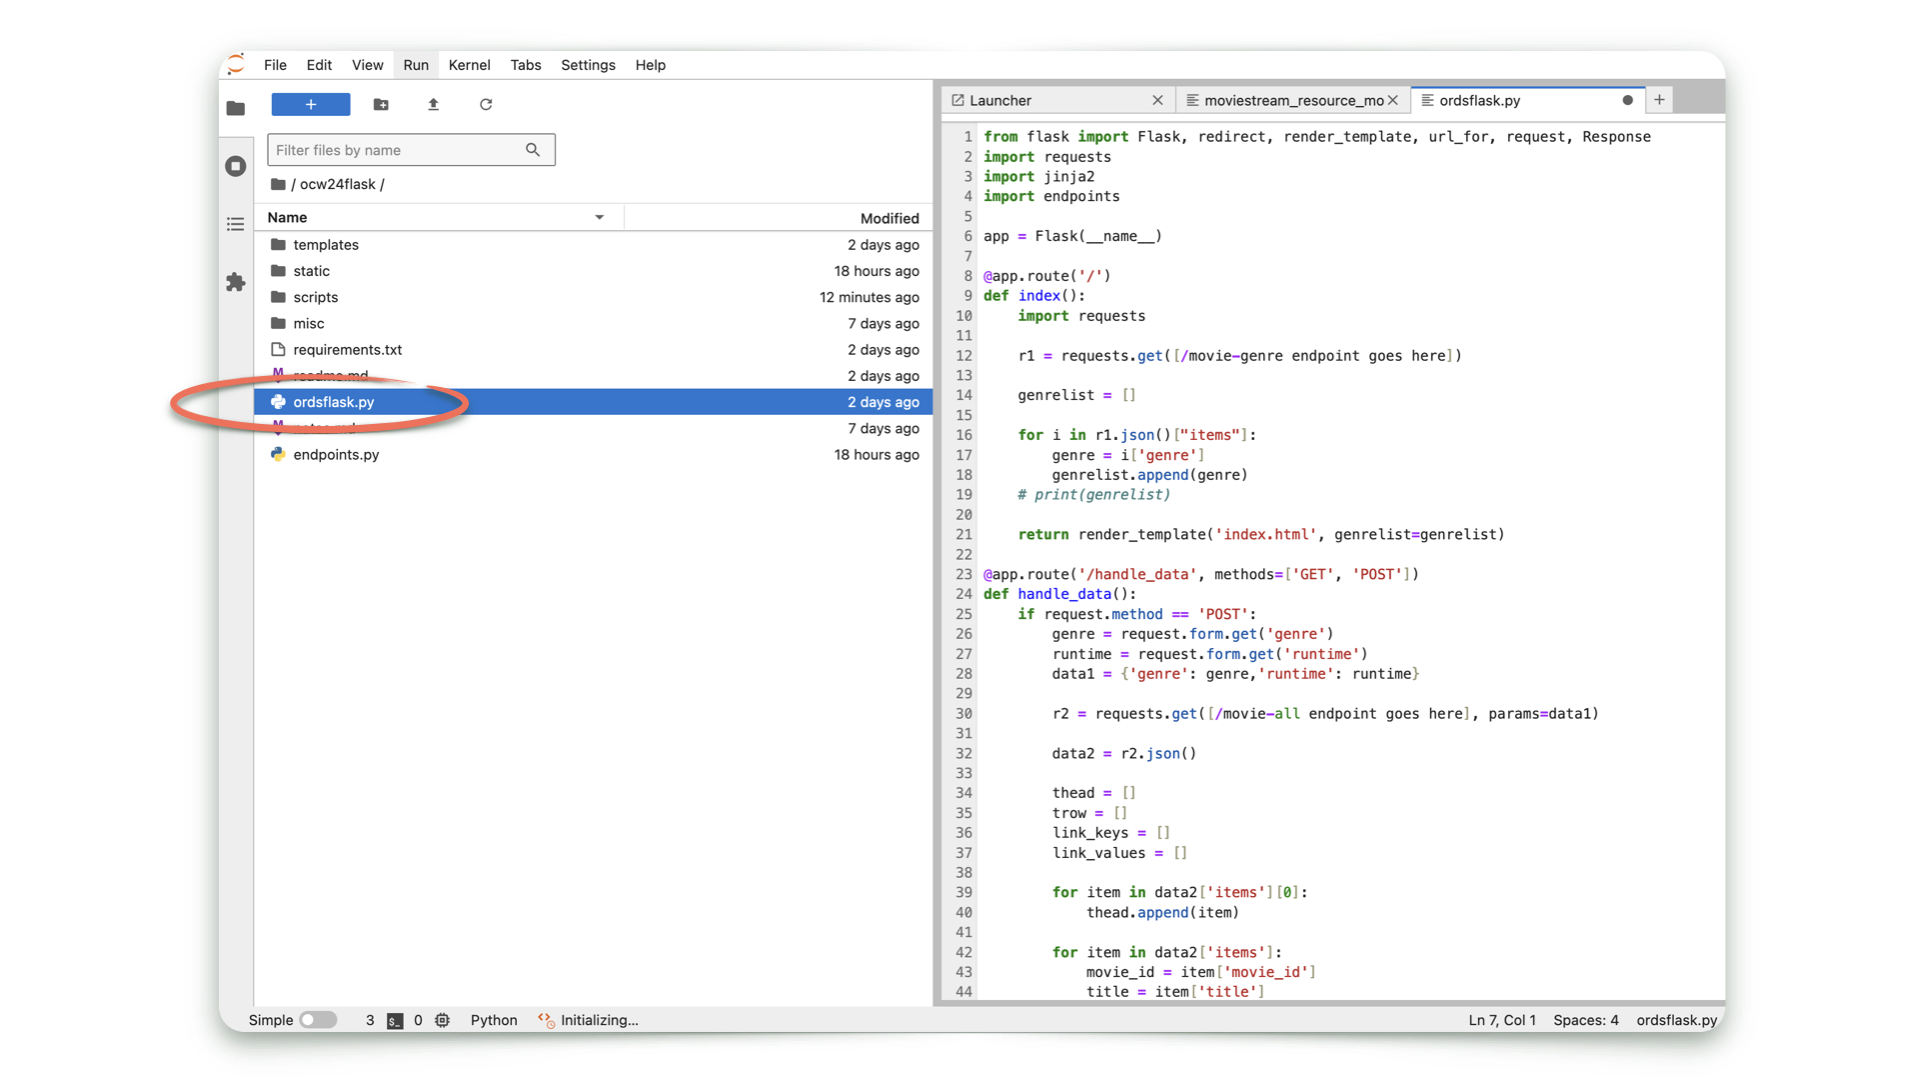 File Edit View Run Kernel Tabs Settings Help
+
Filter files by name
/ ocw24flask /
Name Modified
templates 2 days ago
static 18 hours ago
scripts 12 minutes ago
misc 7 days ago
requirements.txt 2 days ago
readme.md 2 days ago
ordsflask.py 2 days ago
notes.md 7 days ago
endpoints.py 18 hours ago
Launcher moviestream_resource_mo ordsflask.py +
1 from flask import Flask, redirect, render_template, url_for, request, Response
2 import requests
3 import jinja2
4 import endpoints
5
6 app = Flask(__name__)
7
8 @app.route('/')
9 def index():
10     import requests
11
12     r1 = requests.get([/movie-genre endpoint goes here])
13
14     genrelist = []
15
16     for i in r1.json()["items"]:
17         genre = i['genre']
18         genrelist.append(genre)
19     # print(genrelist)
20
21     return render_template('index.html', genrelist=genrelist)
22
23 @app.route('/handle_data', methods=['GET', 'POST'])
24 def handle_data():
25     if request.method == 'POST':
26         genre = request.form.get('genre')
27         runtime = request.form.get('runtime')
28         data1 = {'genre': genre,'runtime': runtime}
29
30         r2 = requests.get([/movie-all endpoint goes here], params=data1)
31
32         data2 = r2.json()
33
34         thead = []
35         trow = []
36         link_keys = []
37         link_values = []
38
39         for item in data2['items'][0]:
40             thead.append(item)
41
42         for item in data2['items']:
43             movie_id = item['movie_id']
44             title = item['title']
Simple 3 $_ 0 Python Initializing... Ln 7, Col 1 Spaces: 4 ordsflask.py